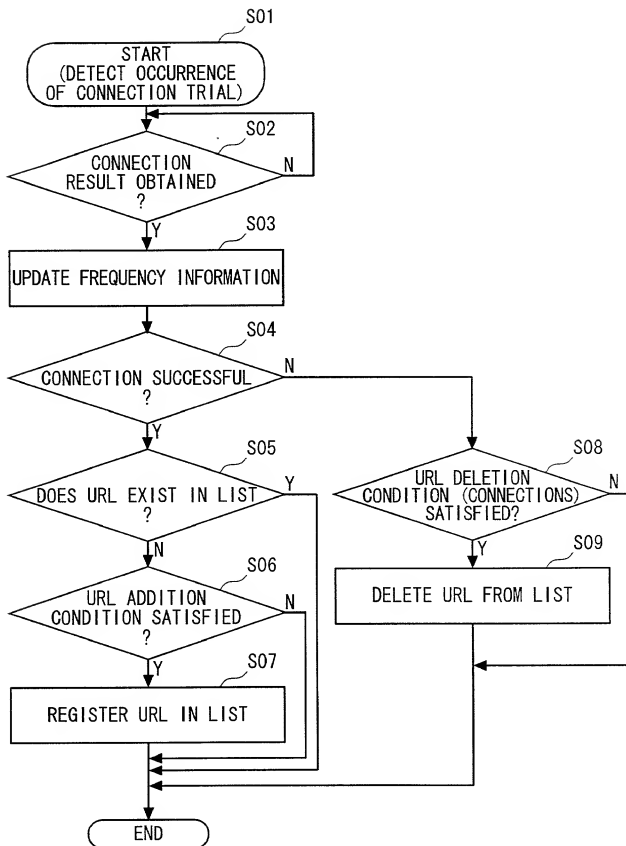 S01
START
(DETECT OCCURRENCE
OF CONNECTION TRIAL)
S02
CONNECTION
RESULT OBTAINED
?
N
Y
S03
UPDATE FREQUENCY INFORMATION
S04
CONNECTION SUCCESSFUL
?
N
Y
S05
DOES URL EXIST IN LIST
?
Y
N
S06
URL ADDITION
CONDITION SATISFIED
?
N
Y
S07
REGISTER URL IN LIST
S08
URL DELETION
CONDITION (CONNECTIONS)
SATISFIED?
N
Y
S09
DELETE URL FROM LIST
END